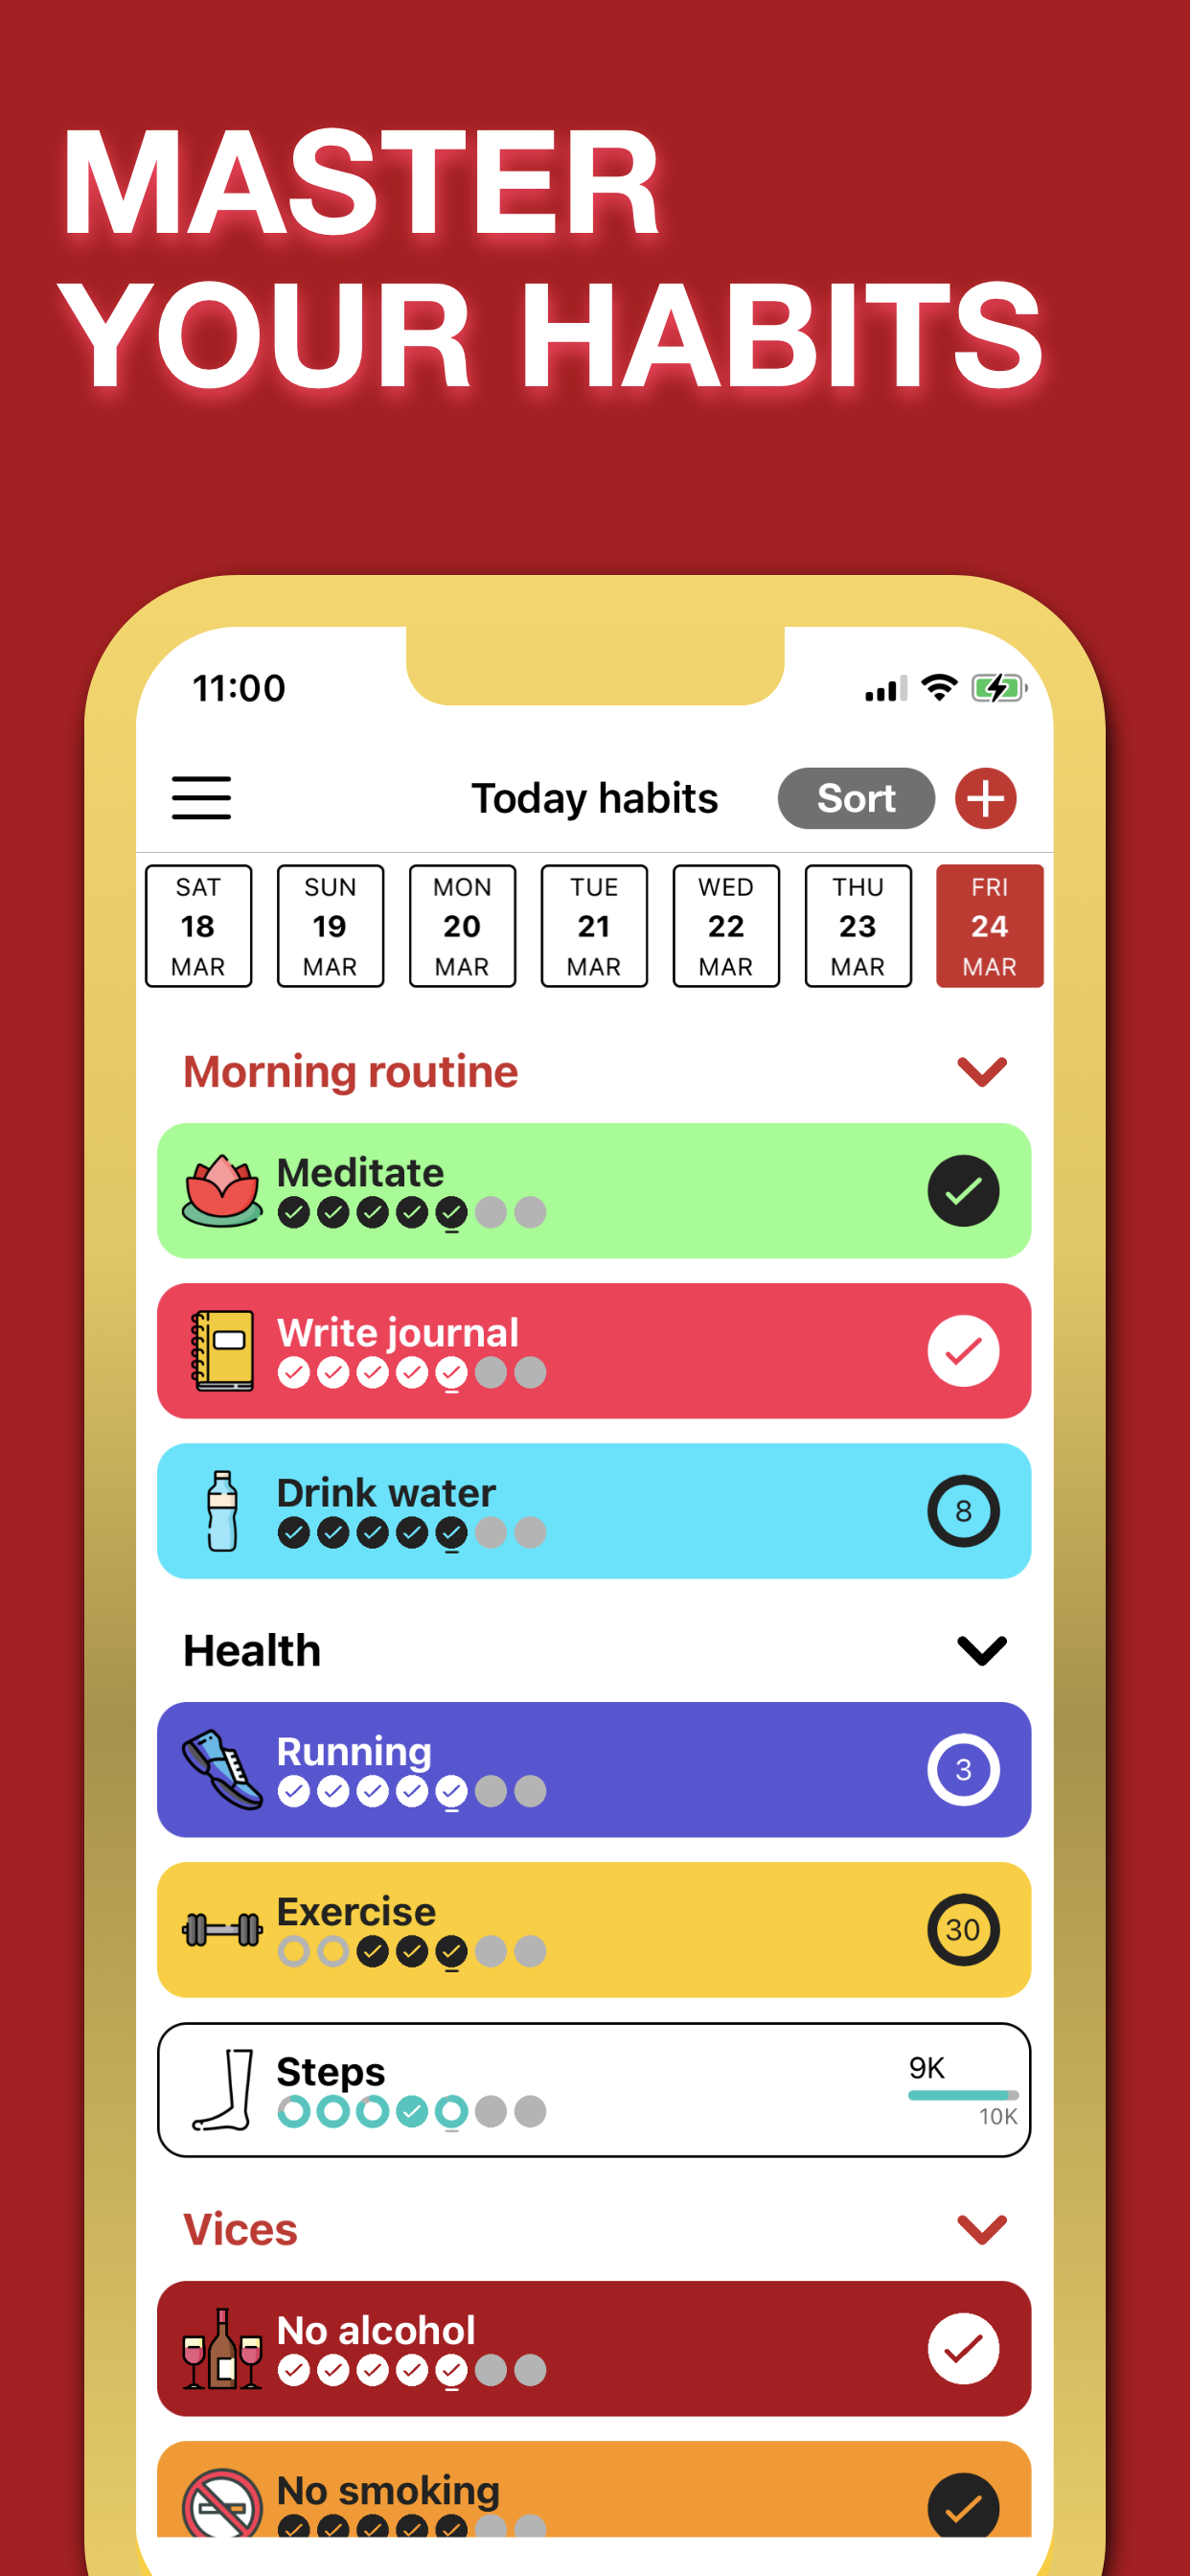 MASTER
YOUR HABITS
11:00
Today habits
Sort
SAT
18
MAR
SUN
19
MAR
MON
20
MAR
TUE
21
MAR
WED
22
MAR
THU
23
MAR
FRI
24
MAR
Morning routine
Meditate
Write journal
Drink water
8
Health
Running
3
Exercise
30
Steps
9K
10K
Vices
No alcohol
No smoking